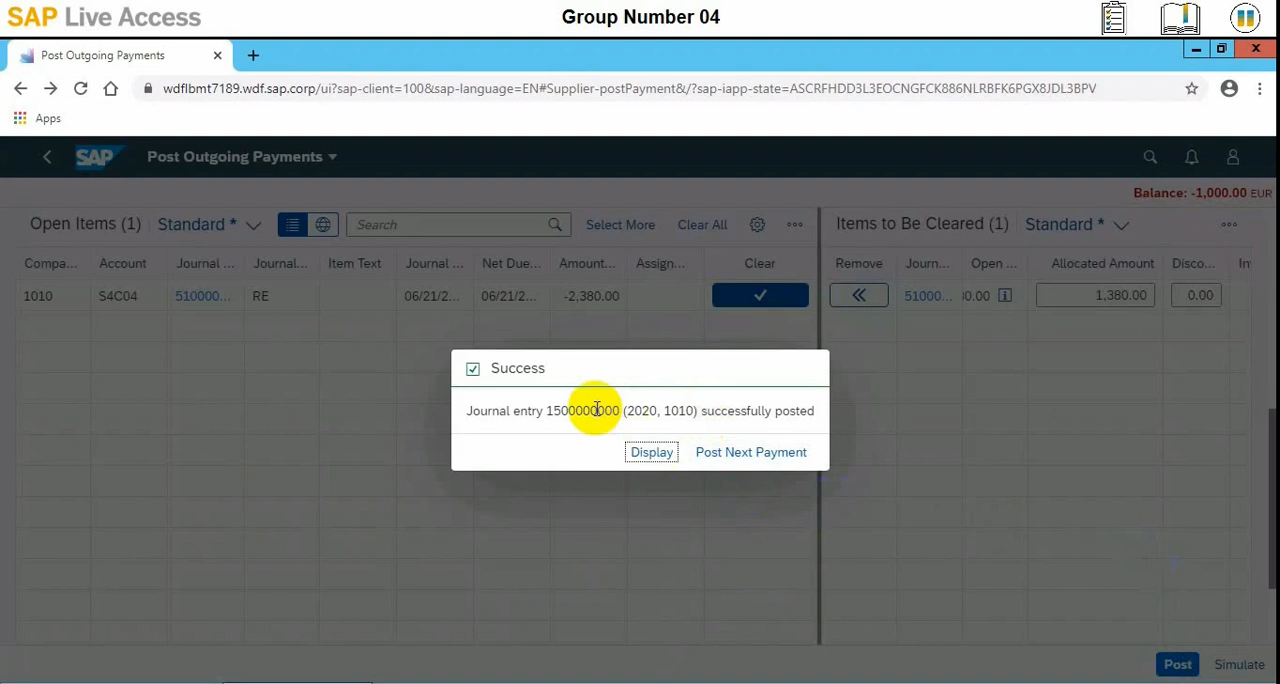 SAP Live Access
Group Number 04
Post Outgoing Payments
wdflbmt7189.wdf.sap.corp/ui?sap-client=100&sap-language=EN#Supplier-postPayment&/?sap-iapp-state=ASCRFHDD3L3EOCNGFCK886NLRBFK6PGX8JDL3BPV
Apps
SAP Post Outgoing Payments
Balance: -1,000.00 EUR
Open Items (1) Standard * Search Select More Clear All Items to Be Cleared (1) Standard *
Compa... Account Journal ... Journal... Item Text Journal ... Net Due... Amount... Assign... Clear Remove Journ... Open ... Allocated Amount Disco... In
1010 S4C04 510000... RE 06/21/2... 06/21/2... -2,380.00 51000... 0.00 1,380.00 0.00
Success
Journal entry 1500000000 (2020, 1010) successfully posted
Display Post Next Payment
Post Simulate